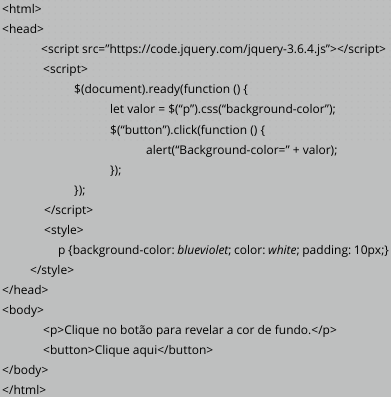 <html>
<head>
<script src=”https://code.jquery.com/jquery-3.6.4.js”></script>
<script>
$(document).ready(function () {
let valor = $(“p”).css(“background-color”);
$(“button”).click(function () {
alert(“Background-color=” + valor);
});
});
</script>
<style>
p {background-color: blueviolet; color: white; padding: 10px;}
</style>
</head>
<body>
<p>Clique no botão para revelar a cor de fundo.</p>
<button>Clique aqui</button>
</body>
</html>